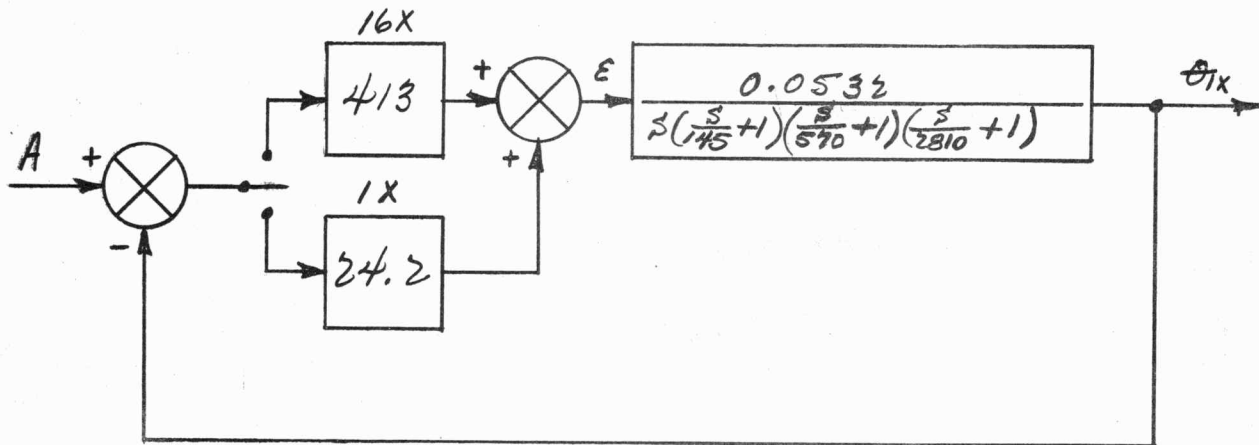 16X
413
+
ε
0.0532
S(S/145 +1)(S/570 +1)(S/2810 +1)
θ1x
A
+
+
1X
24.2
-